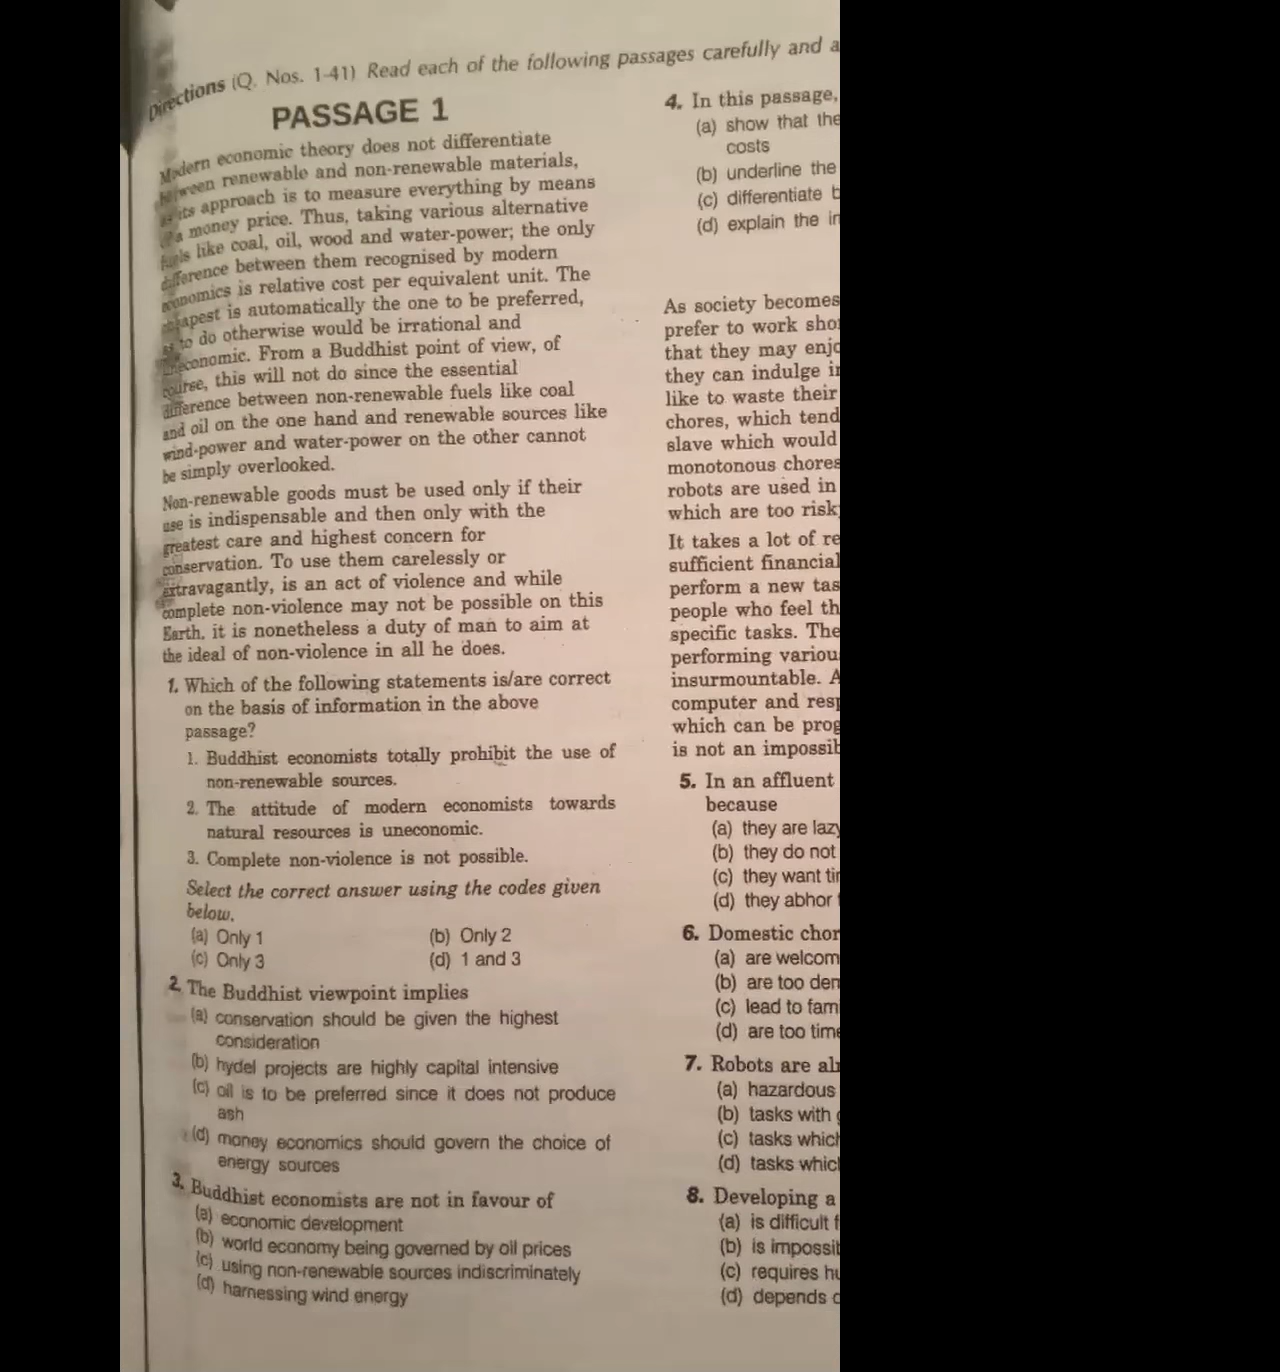 Directions (Q. Nos. 1-41) Read each of the following passages carefully and a
PASSAGE 1
Modern economic theory does not differentiate
between renewable and non-renewable materials,
as its approach is to measure everything by means
of a money price. Thus, taking various alternative
fuels like coal, oil, wood and water-power; the only
difference between them recognised by modern
economics is relative cost per equivalent unit. The
cheapest is automatically the one to be preferred,
as to do otherwise would be irrational and
uneconomic. From a Buddhist point of view, of
course, this will not do since the essential
difference between non-renewable fuels like coal
and oil on the one hand and renewable sources like
wind-power and water-power on the other cannot
be simply overlooked.
Non-renewable goods must be used only if their
use is indispensable and then only with the
greatest care and highest concern for
conservation. To use them carelessly or
extravagantly, is an act of violence and while
complete non-violence may not be possible on this
Earth, it is nonetheless a duty of man to aim at
the ideal of non-violence in all he does.
1. Which of the following statements is/are correct
on the basis of information in the above
passage?
1. Buddhist economists totally prohibit the use of
non-renewable sources.
2. The attitude of modern economists towards
natural resources is uneconomic.
3. Complete non-violence is not possible.
Select the correct answer using the codes given
below.
(a) Only 1 (b) Only 2
(c) Only 3 (d) 1 and 3
2. The Buddhist viewpoint implies
(a) conservation should be given the highest
consideration
(b) hydel projects are highly capital intensive
(c) oil is to be preferred since it does not produce
ash
(d) money economics should govern the choice of
energy sources
3. Buddhist economists are not in favour of
(a) economic development
(b) world economy being governed by oil prices
(c) using non-renewable sources indiscriminately
(d) harnessing wind energy
4. In this passage,
(a) show that the
costs
(b) underline the
(c) differentiate b
(d) explain the in
As society becomes
prefer to work sho
that they may enjo
they can indulge i
like to waste their
chores, which tend
slave which would
monotonous chores
robots are used in
which are too risk
It takes a lot of re
sufficient financial
perform a new tas
people who feel th
specific tasks. The
performing variou
insurmountable. A
computer and resp
which can be prog
is not an impossib
5. In an affluent
because
(a) they are lazy
(b) they do not
(c) they want tir
(d) they abhor
6. Domestic chor
(a) are welcom
(b) are too den
(c) lead to fam
(d) are too time
7. Robots are al
(a) hazardous
(b) tasks with g
(c) tasks which
(d) tasks whicl
8. Developing a
(a) is difficult f
(b) is impossib
(c) requires hu
(d) depends o